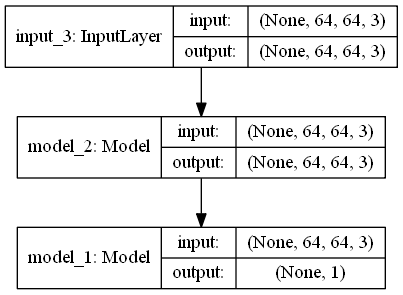 input_3: InputLayer
input: (None, 64, 64, 3)
output: (None, 64, 64, 3)
model_2: Model
input: (None, 64, 64, 3)
output: (None, 64, 64, 3)
model_1: Model
input: (None, 64, 64, 3)
output: (None, 1)